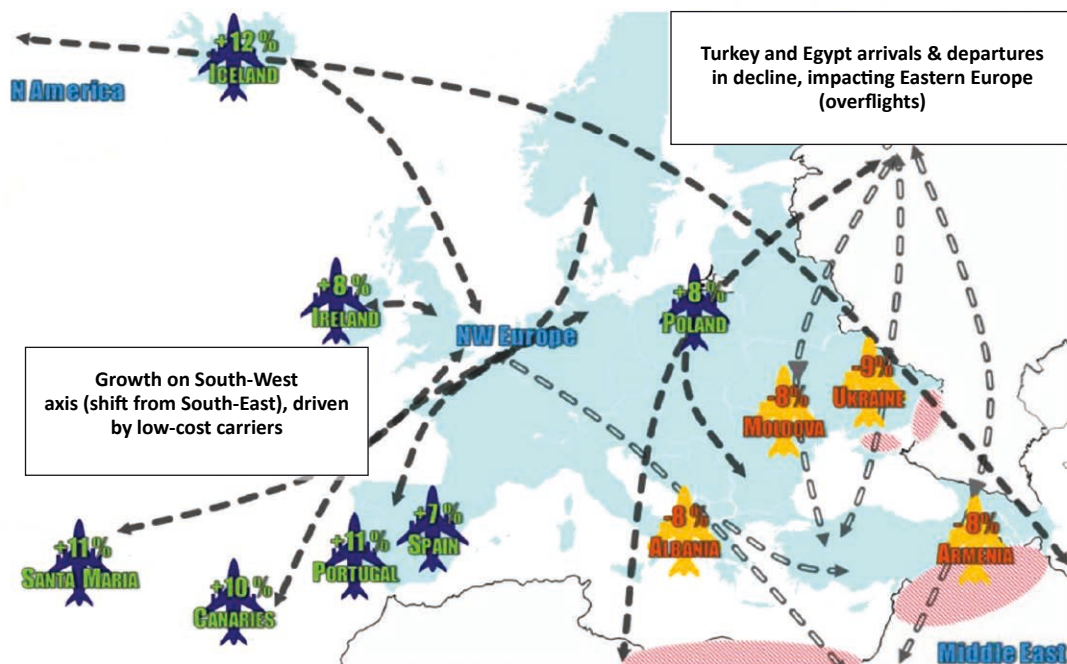 +12%
ICELAND
N AMERICA
Turkey and Egypt arrivals & departures
in decline, impacting Eastern Europe
(overflights)
+8%
IRELAND
NW EUROPE
+8%
POLAND
-9%
UKRAINE
-8%
MOLDOVA
Growth on South-West
axis (shift from South-East), driven
by low-cost carriers
+11%
SANTA MARIA
+10%
CANARIES
+11%
PORTUGAL
+7%
SPAIN
-8%
ALBANIA
-8%
ARMENIA
MIDDLE EAST